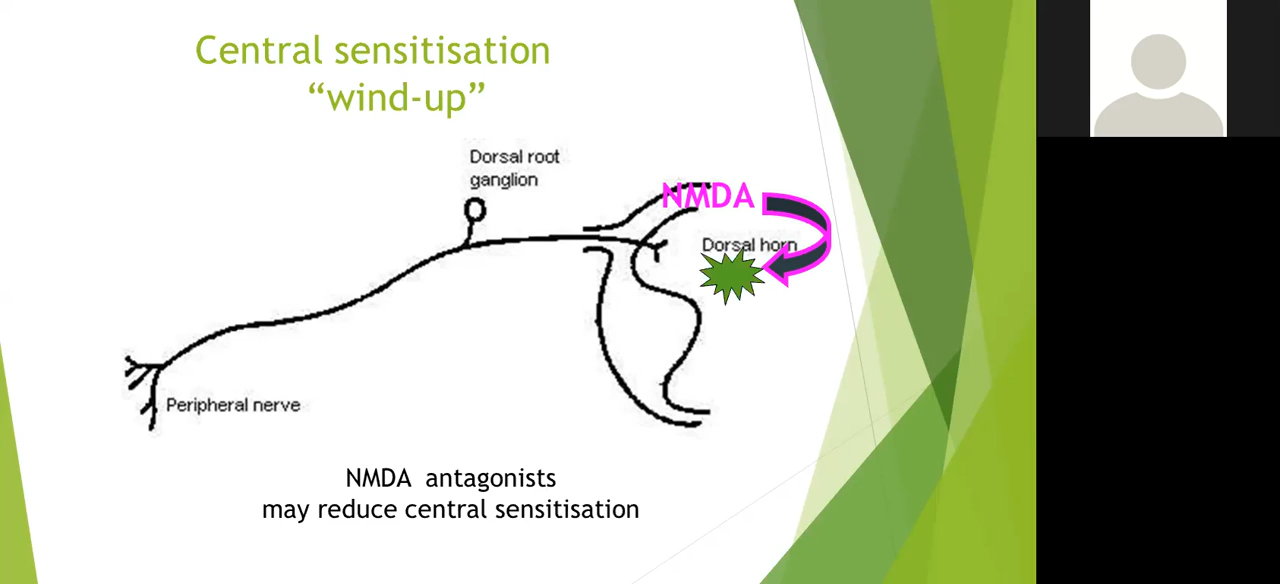 Central sensitisation
“wind-up”
Dorsal root
ganglion
NMDA
Dorsal horn
Peripheral nerve
NMDA antagonists
may reduce central sensitisation